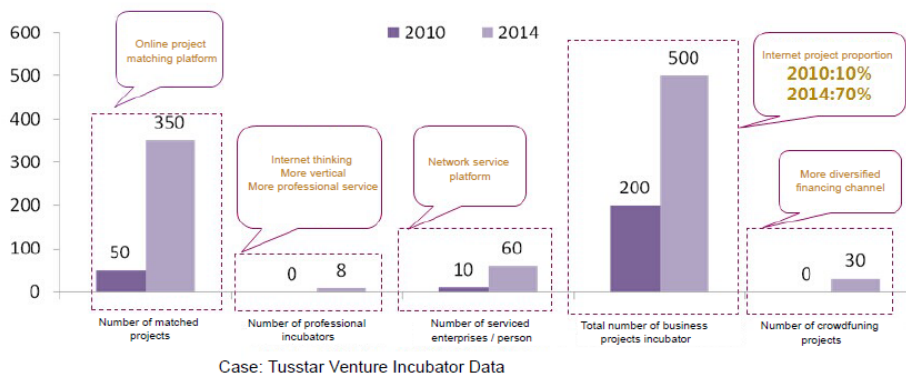 600
500
400
300
200
100
0
2010
2014
Online project
matching platform
350
50
Number of matched
projects
Internet thinking
More vertical
More professional service
0
8
Number of professional
incubators
Network service
platform
10
60
Number of serviced
enterprises / person
500
200
Total number of business
projects incubator
Internet project proportion
2010:10%
2014:70%
More diversified
financing channel
0
30
Number of crowdfuning
projects
Case: Tusstar Venture Incubator Data